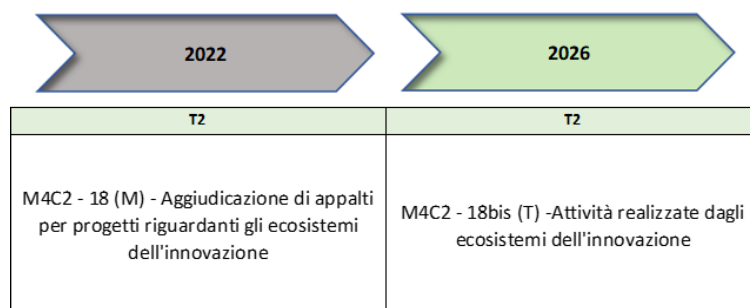 2022
2026
T2
T2
M4C2 - 18 (M) - Aggiudicazione di appalti
per progetti riguardanti gli ecosistemi
dell'innovazione
M4C2 - 18bis (T) -Attività realizzate dagli
ecosistemi dell'innovazione